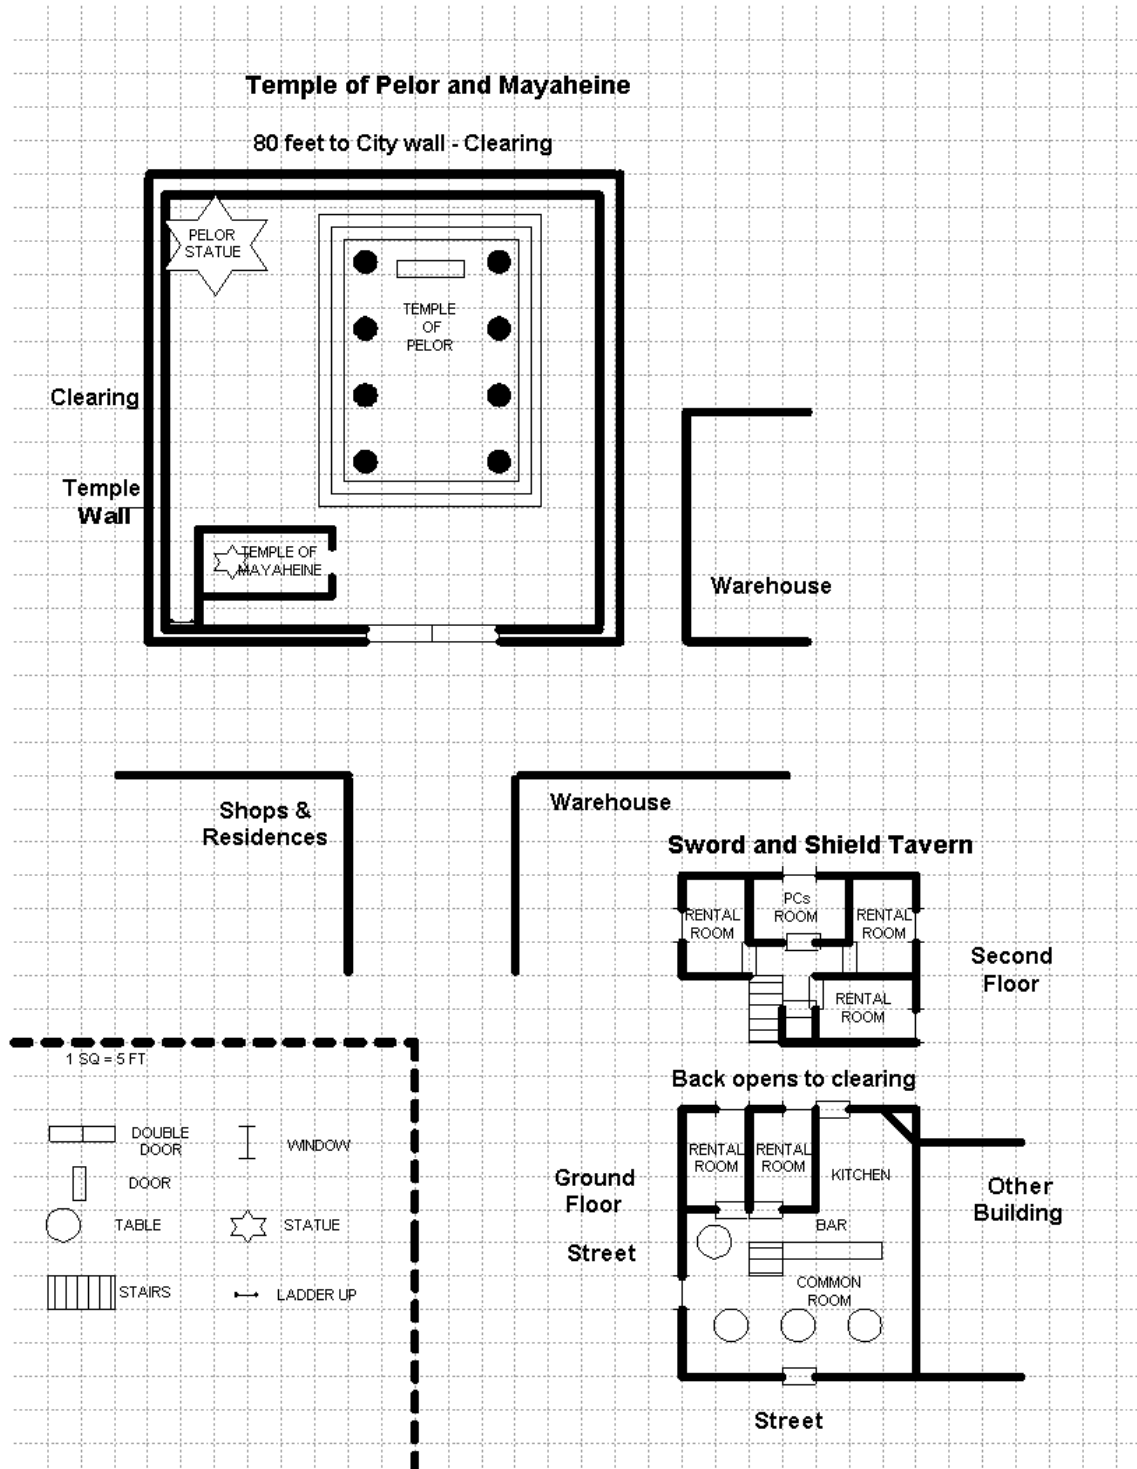 Temple of Pelor and Mayaheine
80 feet to City wall - Clearing
PELOR
STATUE
TEMPLE
OF
PELOR
Clearing
Temple
Wall
TEMPLE OF
MAYAHEINE
Warehouse
Shops &
Residences
Warehouse
Sword and Shield Tavern
RENTAL
ROOM
PCs
ROOM
RENTAL
ROOM
Second
Floor
RENTAL
ROOM
1 SQ = 5 FT
Back opens to clearing
DOUBLE
DOOR
WINDOW
DOOR
TABLE
STATUE
STAIRS
LADDER UP
RENTAL
ROOM
RENTAL
ROOM
KITCHEN
Ground
Floor
Other
Building
BAR
Street
COMMON
ROOM
Street